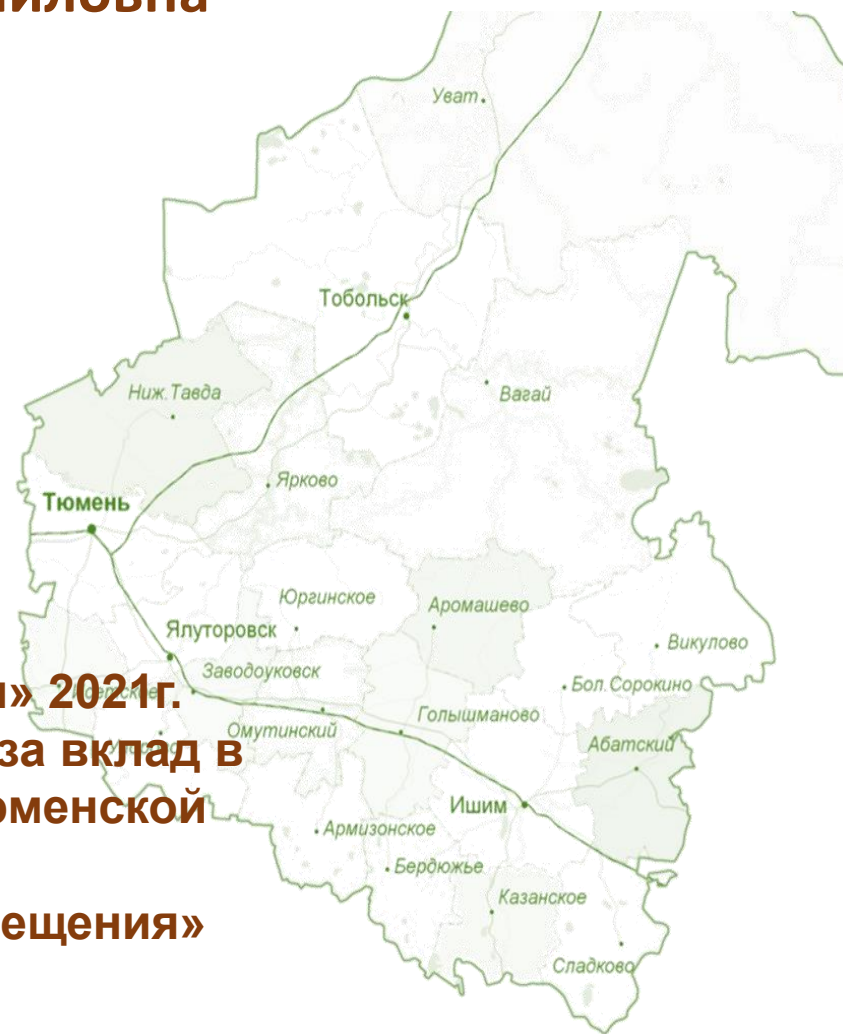 иловна
Уват
Тобольск
Ниж.Тавда
Вагай
Ярково
Тюмень
Юргинское
Аромашево
Ялуторовск
Викулово
Заводоуковск
Бол.Сорокино
» 2021г.
Голышманово
Омутинский
Абатский
за вклад в
Ишим
юменской
Армизонское
Бердюжье
Казанское
ещения»
Сладково